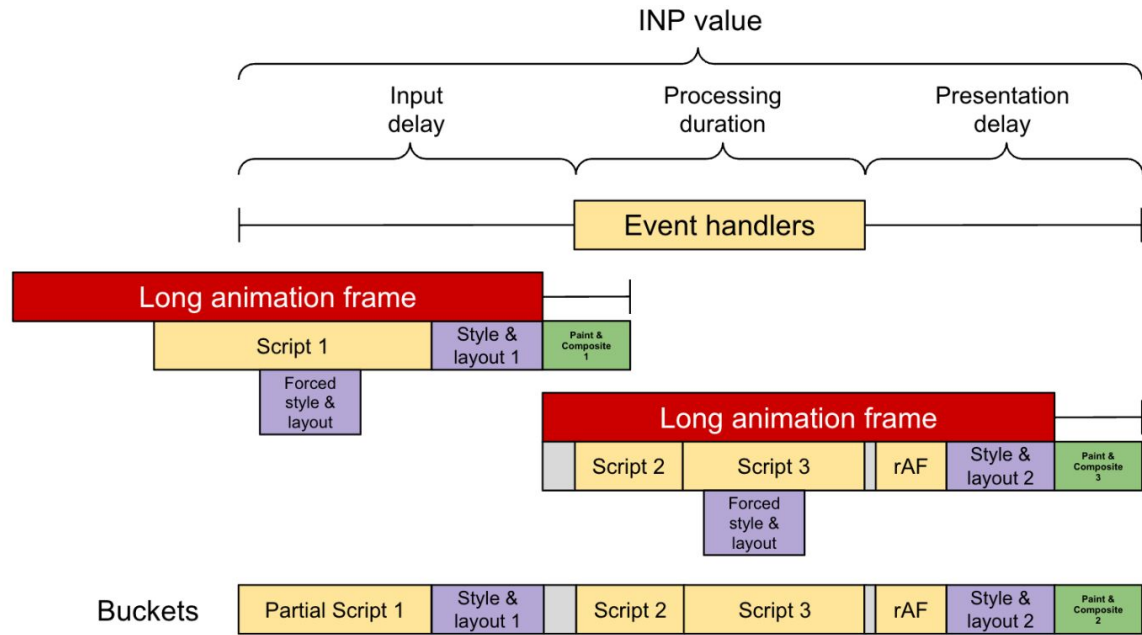 INP value
Input
delay
Processing
duration
Presentation
delay
Event handlers
Long animation frame
Script 1
Style &
layout 1
Paint &
Composite
1
Forced
style &
layout
Long animation frame
Script 2
Script 3
rAF
Style &
layout 2
Paint &
Composite
3
Forced
style &
layout
Buckets
Partial Script 1
Style &
layout 1
Script 2
Script 3
rAF
Style &
layout 2
Paint &
Composite
2